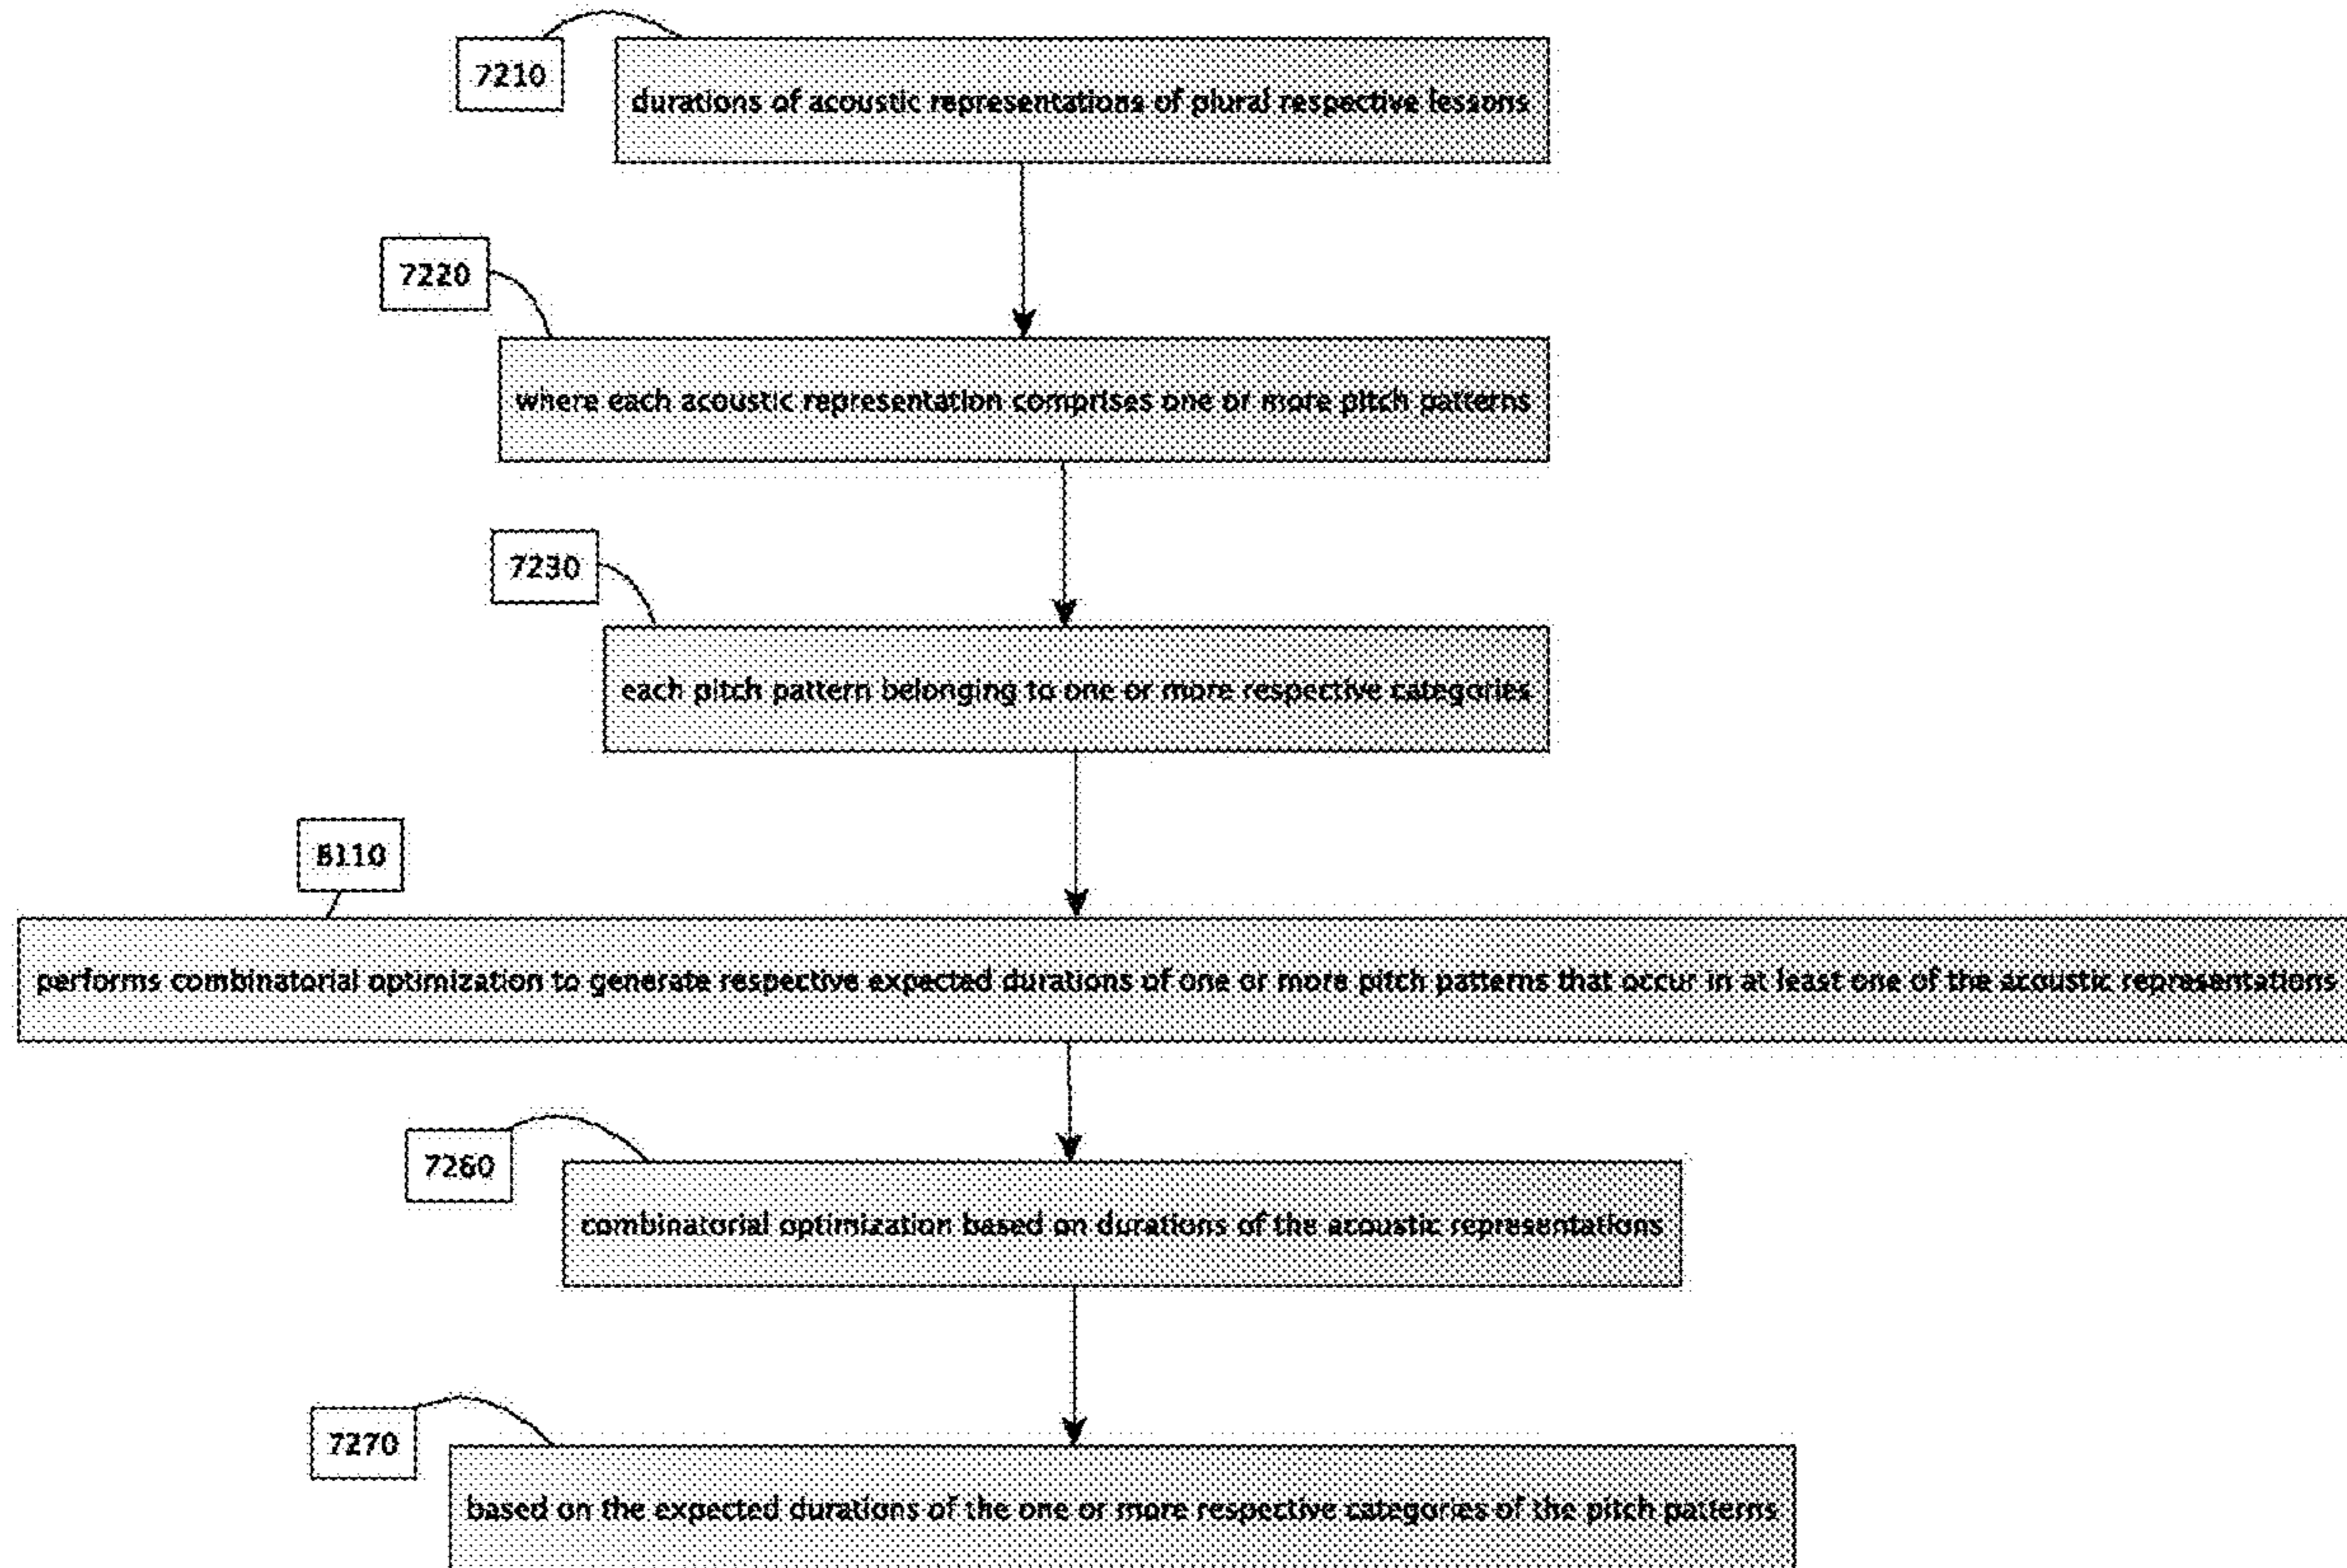 7210
durations of acoustic representations of plural respective lessons
7220
where each acoustic representation comprises one or more pitch patterns
7230
each pitch pattern belonging to one or more respective categories
8110
performs combinatorial optimization to generate respective expected durations of one or more pitch patterns that occur in at least one of the acoustic representations
7260
combinatorial optimization based on durations of the acoustic representations
7270
based on the expected durations of the one or more respective categories of the pitch patterns